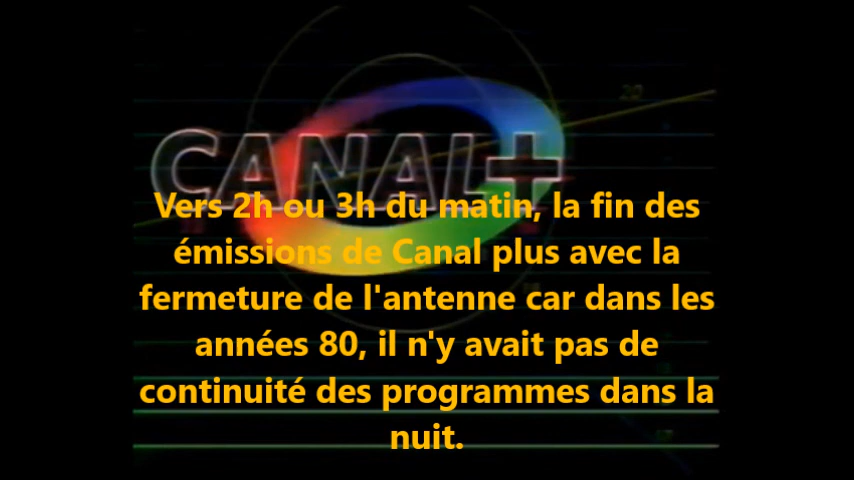 20
CANAL+
Vers 2h ou 3h du matin, la fin des
émissions de Canal plus avec la
fermeture de l'antenne car dans les
années 80, il n'y avait pas de
continuité des programmes dans la
nuit.